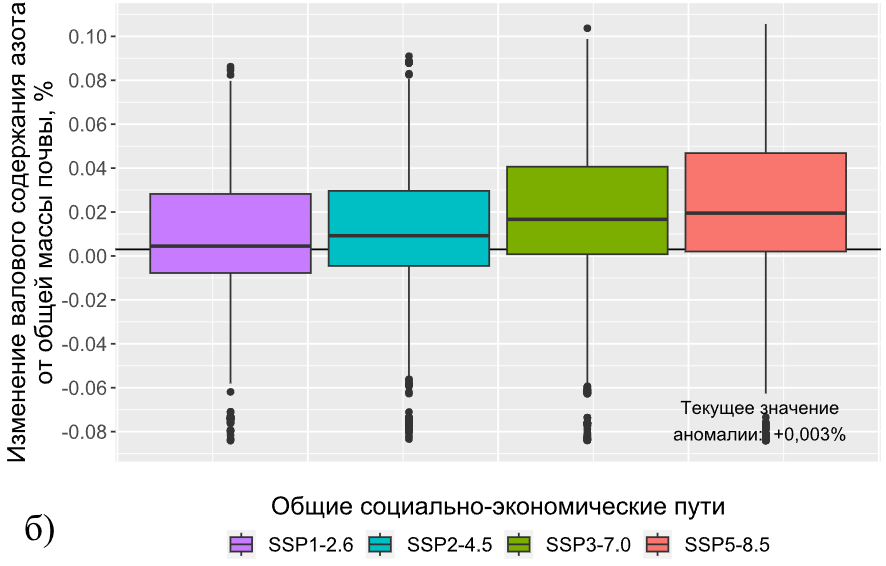 Изменение валового содержания азота
от общей массы почвы, %
0.10
0.08
0.06
0.04
0.02
0.00
-0.02
-0.04
-0.06
-0.08
Текущее значение
аномалии: +0,003%
Общие социально-экономические пути
б)
SSP1-2.6 SSP2-4.5 SSP3-7.0 SSP5-8.5